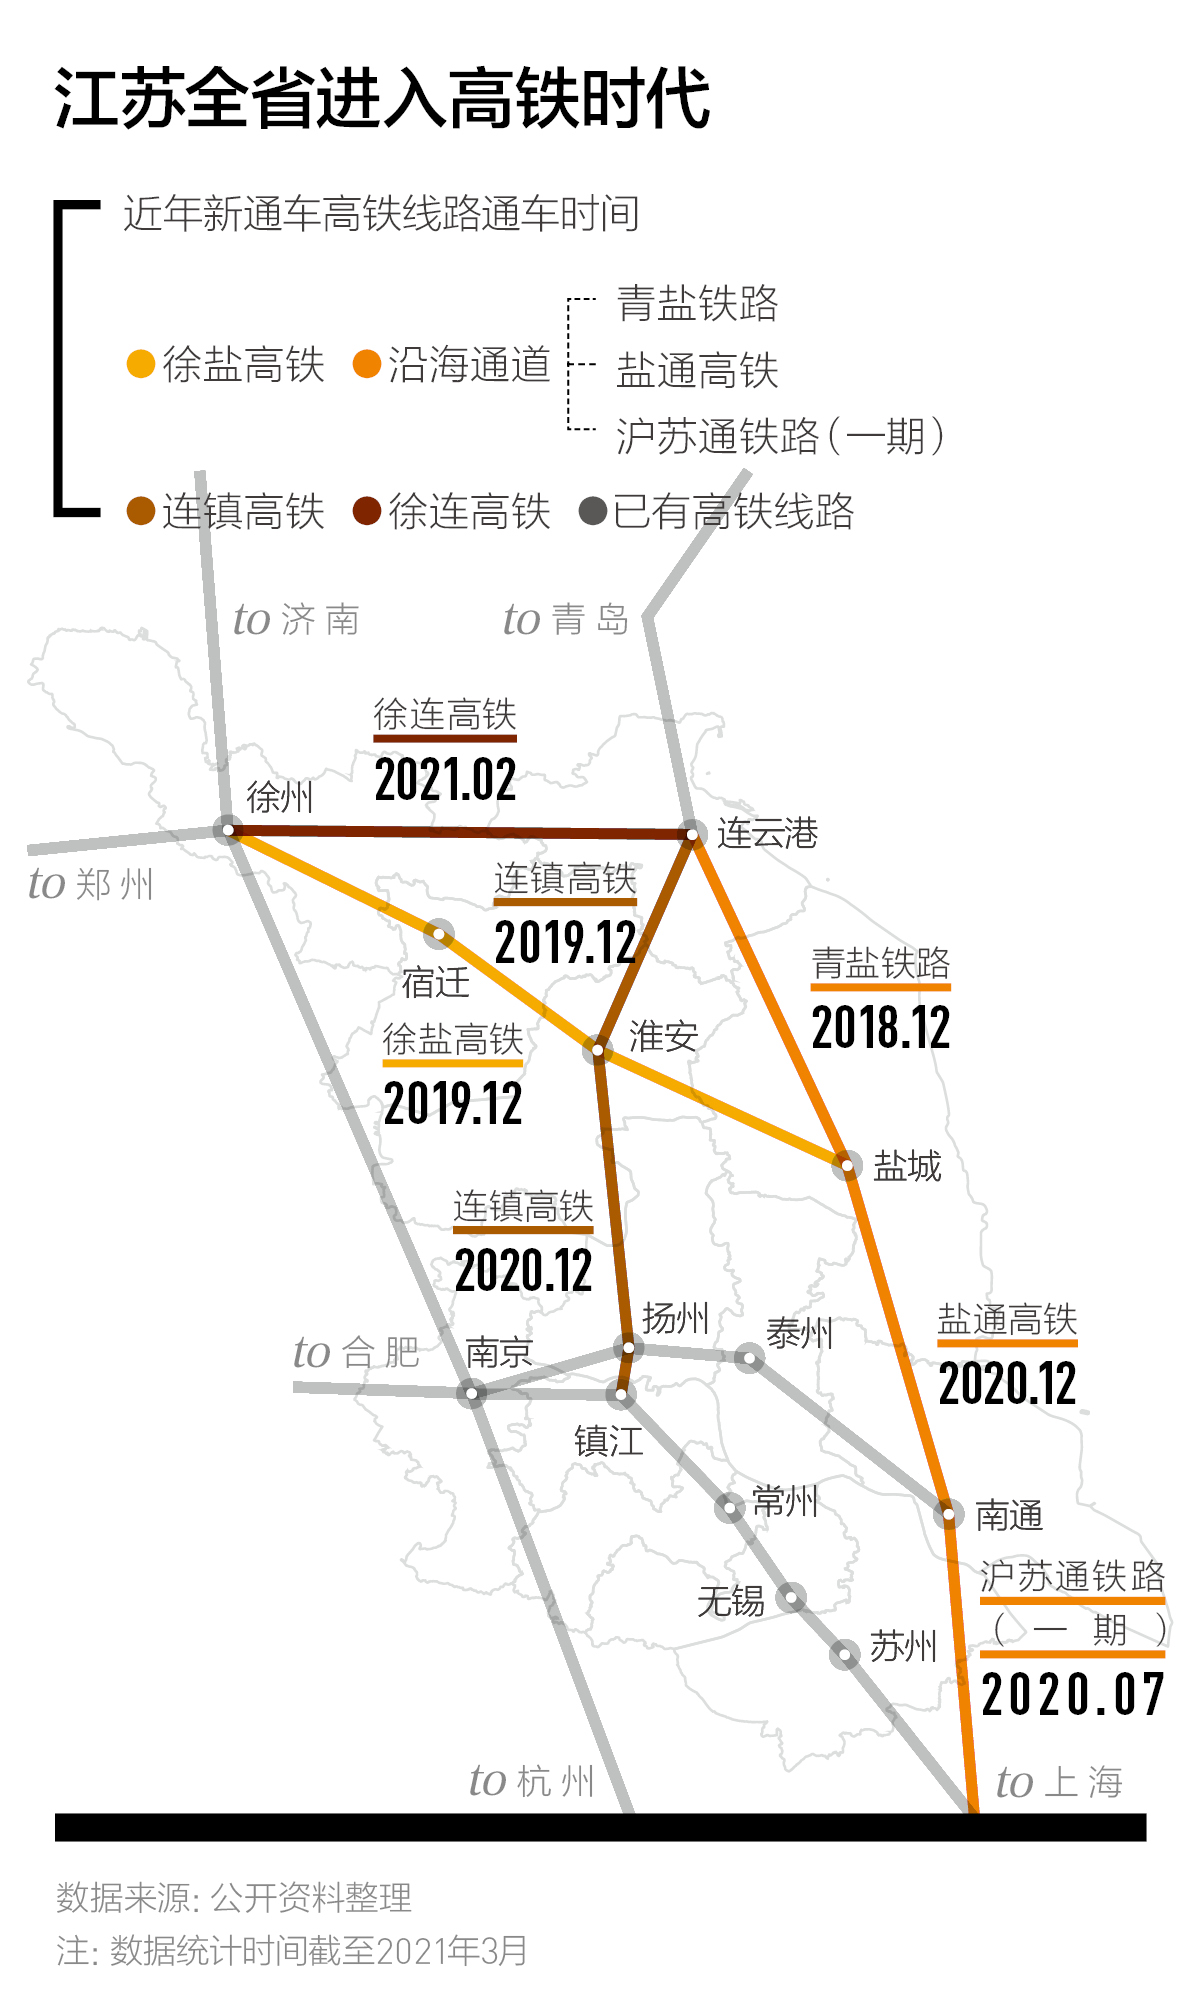 江苏全省进入高铁时代
近年新通车高铁线路通车时间
青盐铁路
徐盐高铁 沿海通道
盐通高铁
沪苏通铁路(一期)
连镇高铁 徐连高铁 已有高铁线路
to 济南
to 青岛
徐连高铁
2021.02
徐州
连云港
to 郑州
连镇高铁
2019.12
宿迁
青盐铁路
2018.12
徐盐高铁
2019.12
淮安
盐城
连镇高铁
2020.12
扬州
泰州
盐通高铁
2020.12
to 合肥
南京
镇江
常州
南通
沪苏通铁路
(一期)
2020.07
无锡
苏州
to 杭州
to 上海
数据来源: 公开资料整理
注: 数据统计时间截至2021年3月